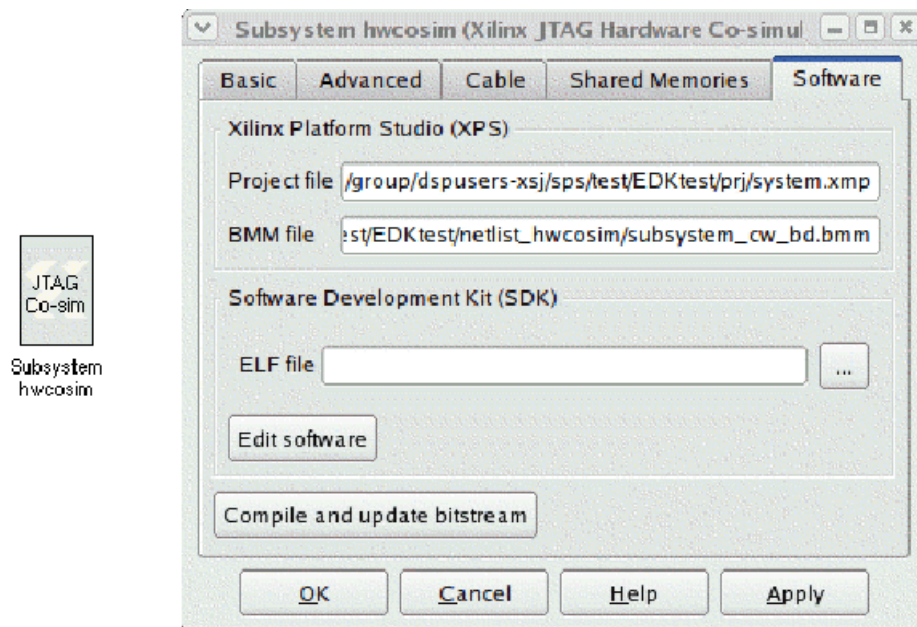 Subsystem hwcosim (Xilinx JTAG Hardware Co-simul
Basic Advanced Cable Shared Memories Software
Xilinx Platform Studio (XPS)
Project file /group/dspusers-xsj/sps/test/EDKtest/prj/system.xmp
BMM file est/EDKtest/netlist_hwcosim/subsystem_cw_bd.bmm
JTAG
Co-sim
Subsystem
hwcosim
Software Development Kit (SDK)
ELF file ...
Edit software
Compile and update bitstream
OK Cancel Help Apply